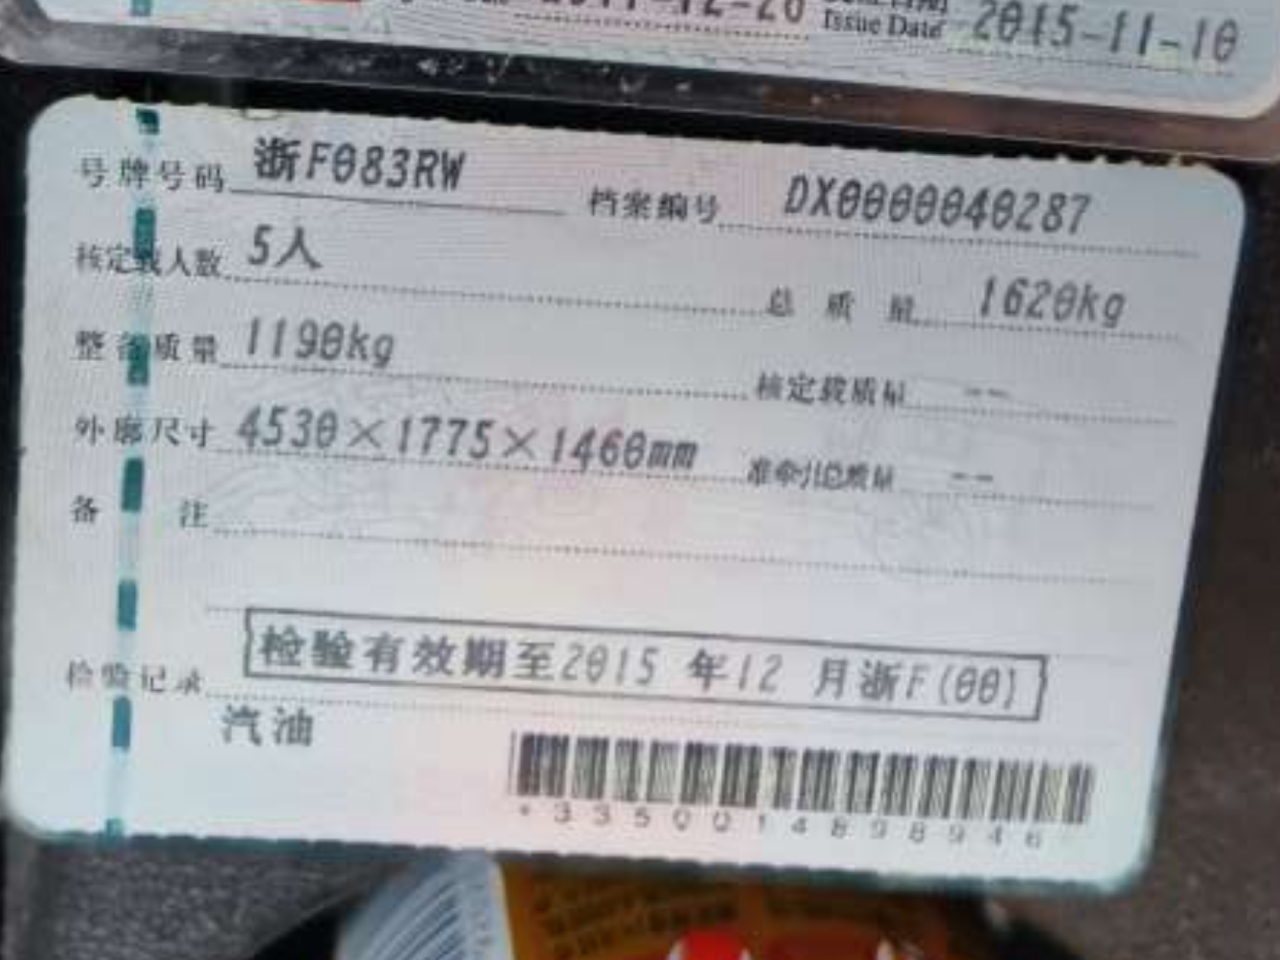 2011-12-20 Issue Date 2015-11-10
号牌号码 浙F083RW 档案编号 DX0000040287
核定载人数 5人 总质量 1620kg
整备质量 1190kg 核定载质量 --
外廓尺寸 4530×1775×1460mm 准牵引总质量 --
备注
检验记录 检验有效期至2015 年12 月浙F(00)
汽油
*3350014898946